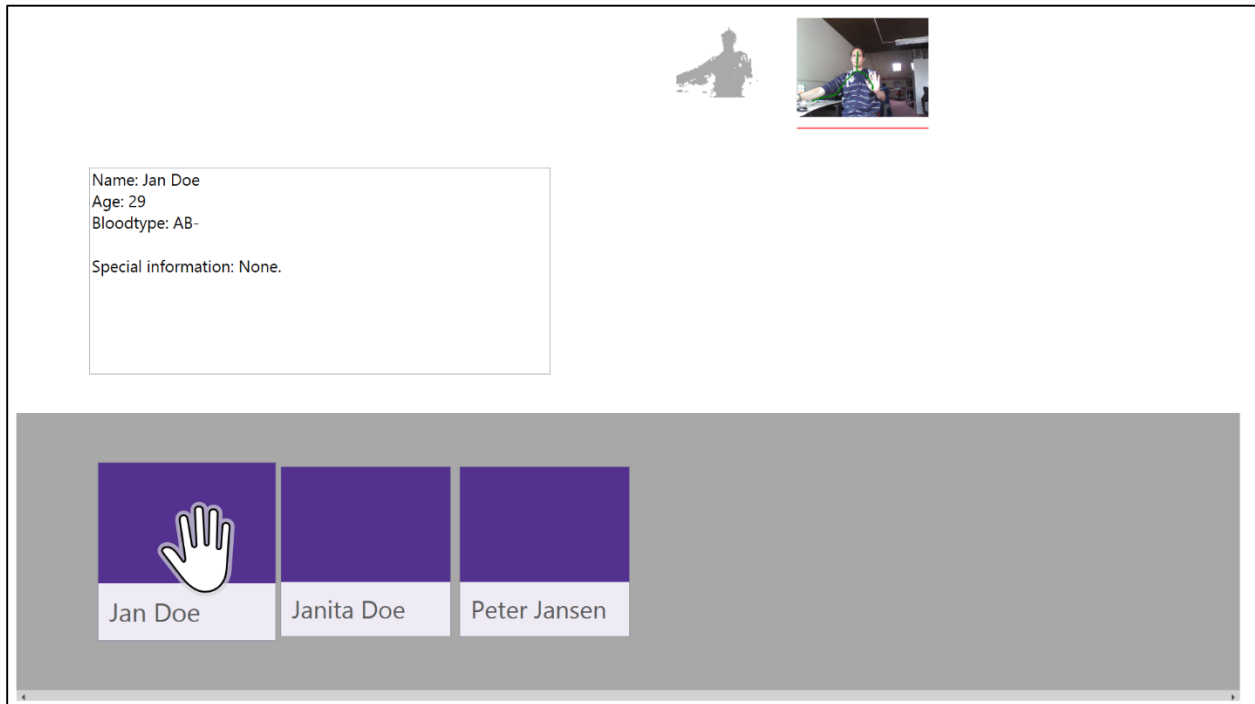 Name: Jan Doe
Age: 29
Bloodtype: AB-
Special information: None.
Jan Doe
Janita Doe
Peter Jansen